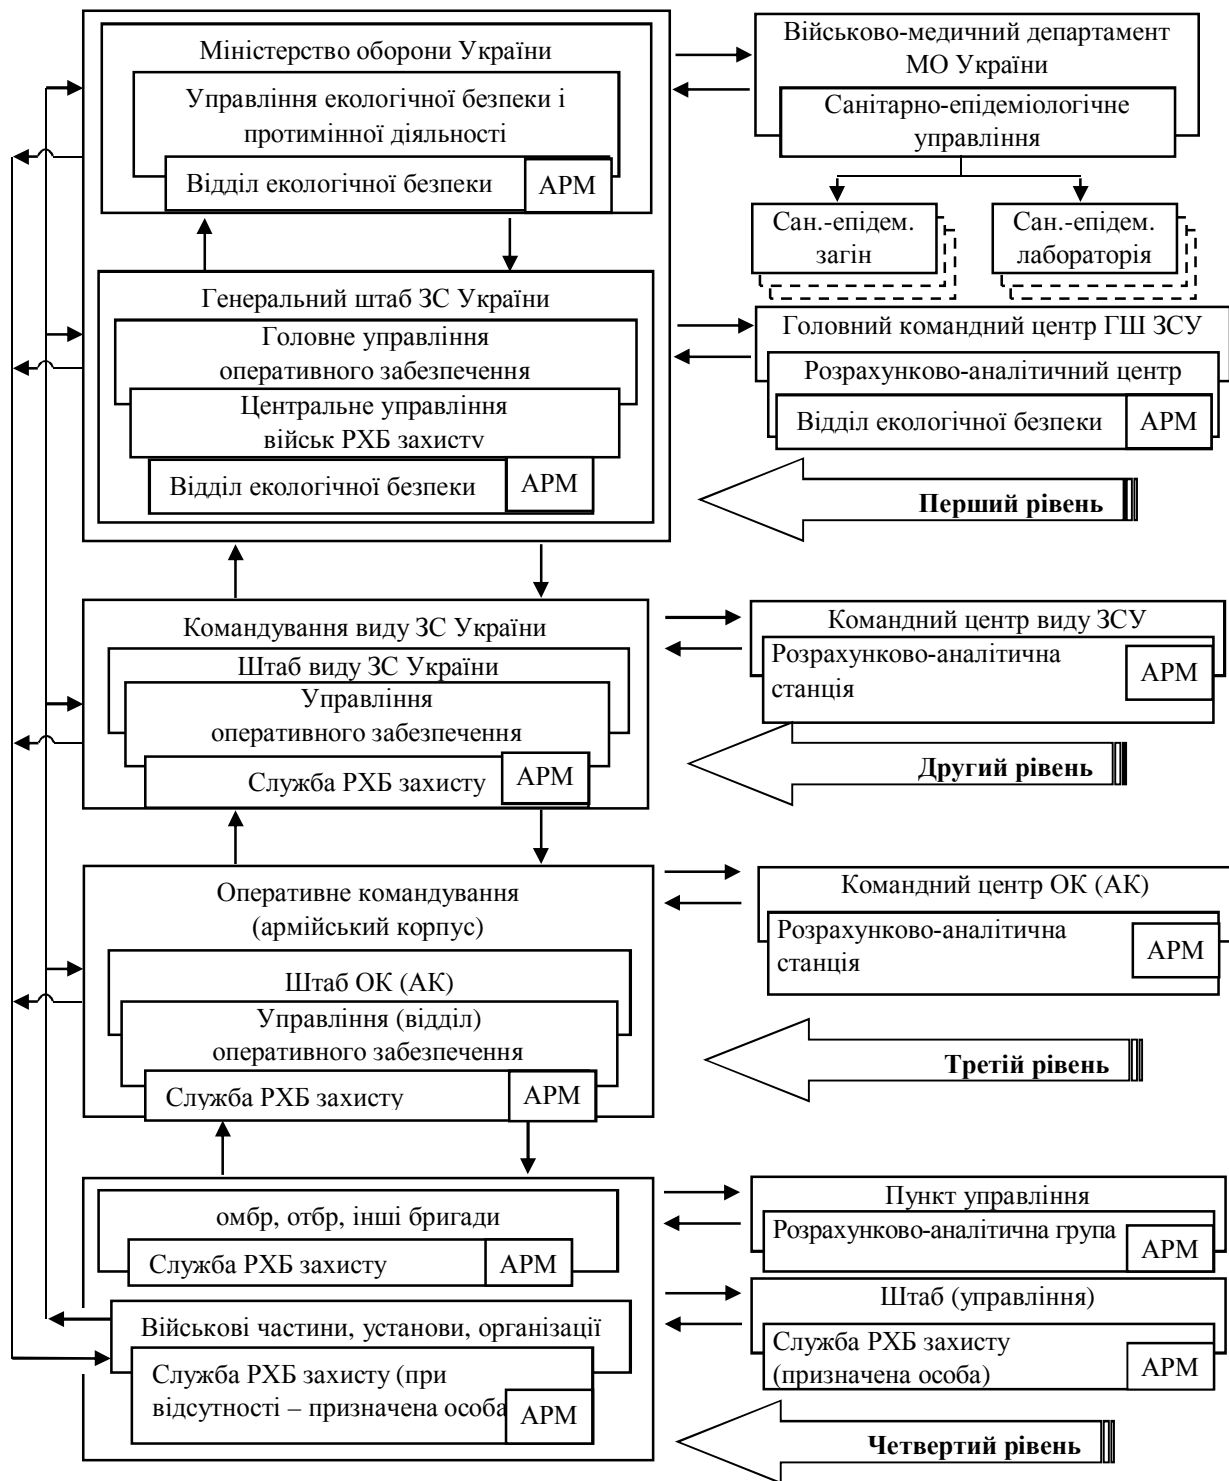 Міністерство оборони України
Управління екологічної безпеки і
протимінної діяльності
Відділ екологічної безпеки
АРМ
Військово-медичний департамент
МО України
Санітарно-епідеміологічне
управління
Сан.-епідем.
загін
Сан.-епідем.
лабораторія
Генеральний штаб ЗС України
Головне управління
оперативного забезпечення
Центральне управління
військ РХБ захисту
Відділ екологічної безпеки
АРМ
Головний командний центр ГШ ЗСУ
Розрахунково-аналітичний центр
Відділ екологічної безпеки
АРМ
Перший рівень
Командування виду ЗС України
Штаб виду ЗС України
Управління
оперативного забезпечення
Служба РХБ захисту
АРМ
Командний центр виду ЗСУ
Розрахунково-аналітична
станція
АРМ
Другий рівень
Оперативне командування
(армійський корпус)
Штаб ОК (АК)
Управління (відділ)
оперативного забезпечення
Служба РХБ захисту
АРМ
Командний центр ОК (АК)
Розрахунково-аналітична
станція
АРМ
Третій рівень
омбр, отбр, інші бригади
Служба РХБ захисту
АРМ
Пункт управління
Розрахунково-аналітична група
АРМ
Військові частини, установи, організації
Служба РХБ захисту (при
відсутності – призначена особа
АРМ
Штаб (управління)
Служба РХБ захисту
(призначена особа)
АРМ
Четвертий рівень